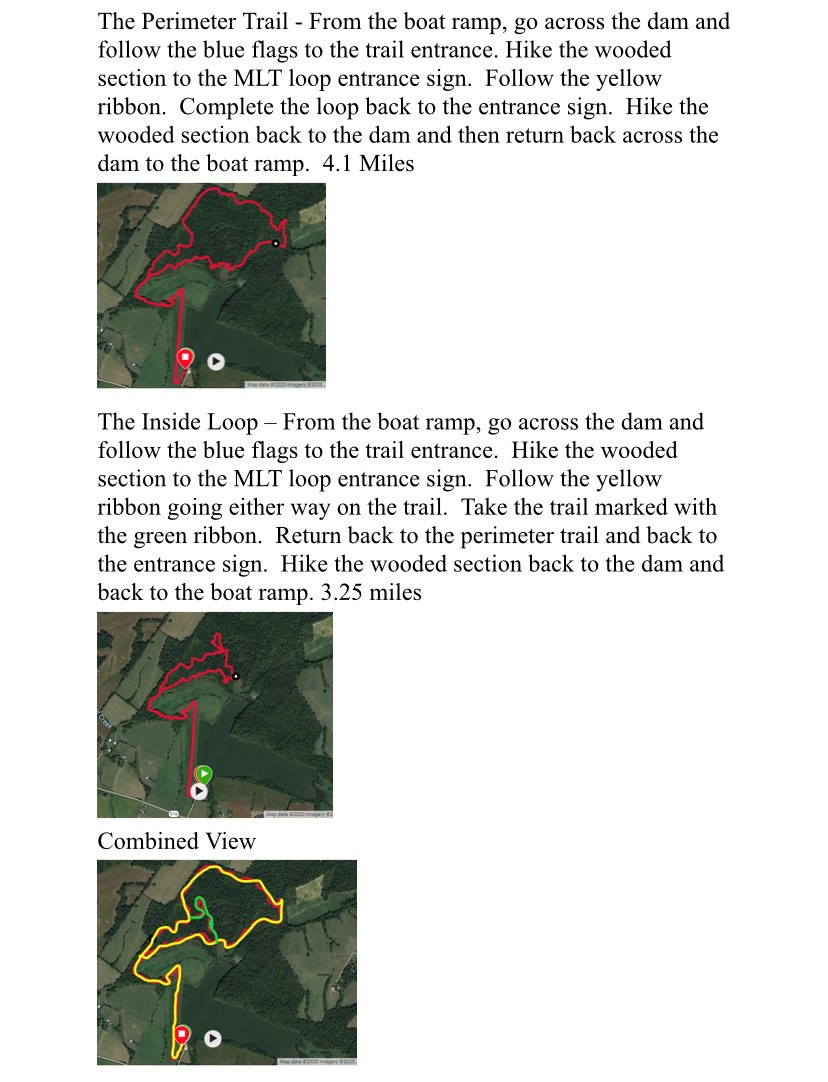 The Perimeter Trail - From the boat ramp, go across the dam and
follow the blue flags to the trail entrance. Hike the wooded
section to the MLT loop entrance sign.  Follow the yellow
ribbon.  Complete the loop back to the entrance sign.  Hike the
wooded section back to the dam and then return back across the
dam to the boat ramp.  4.1 Miles
Map data ©2020 Imagery ©2020
The Inside Loop – From the boat ramp, go across the dam and
follow the blue flags to the trail entrance.  Hike the wooded
section to the MLT loop entrance sign.  Follow the yellow
ribbon going either way on the trail.  Take the trail marked with
the green ribbon.  Return back to the perimeter trail and back to
the entrance sign.  Hike the wooded section back to the dam and
back to the boat ramp. 3.25 miles
Creek
Map data ©2020 Imagery ©2
Combined View
Map data ©2020 Imagery ©2020